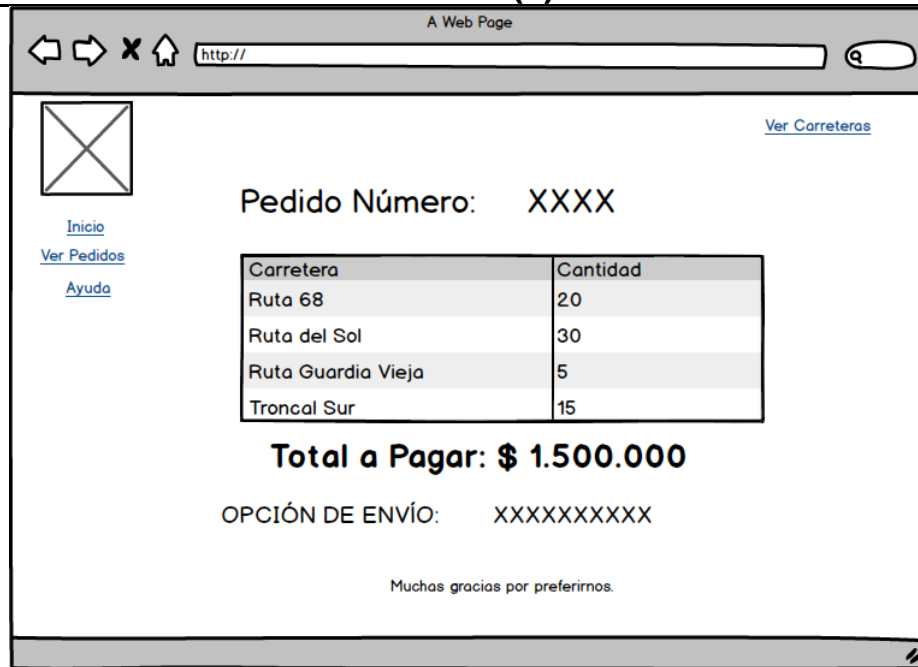 A Web Page
http://
Ver Carreteras
Inicio
Ver Pedidos
Ayuda
Pedido Número: XXXX
Carretera Cantidad
Ruta 68 20
Ruta del Sol 30
Ruta Guardia Vieja 5
Troncal Sur 15
Total a Pagar: $ 1.500.000
OPCIÓN DE ENVÍO: XXXXXXXXXX
Muchas gracias por preferirnos.